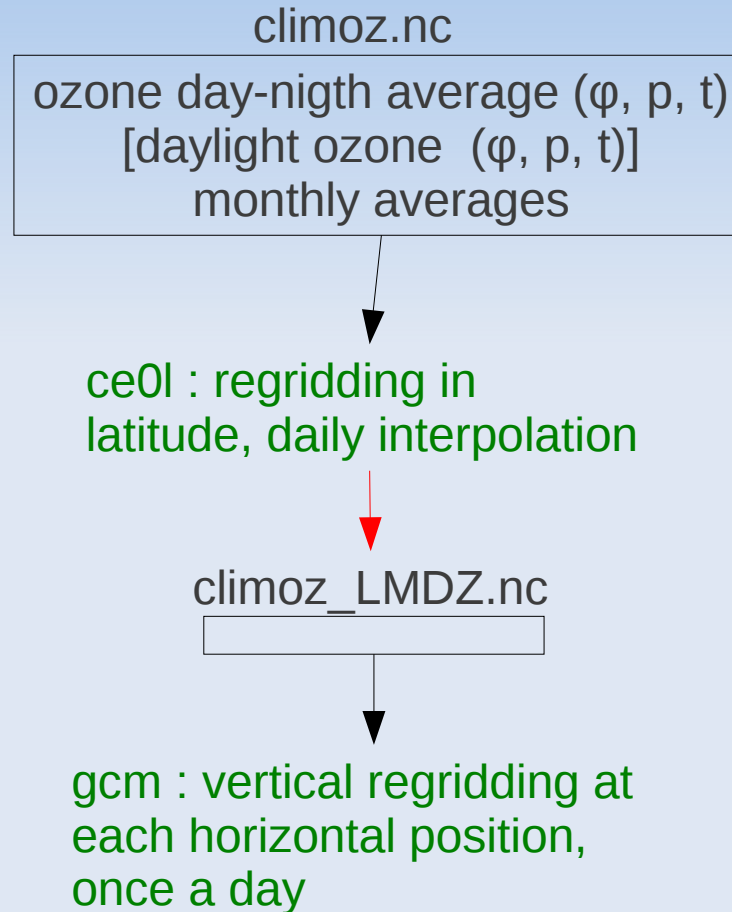 climoz.nc
ozone day-nigth average (φ, p, t)
[daylight ozone (φ, p, t)]
monthly averages
ce0l : regridding in
latitude, daily interpolation
climoz_LMDZ.nc
gcm : vertical regridding at
each horizontal position,
once a day